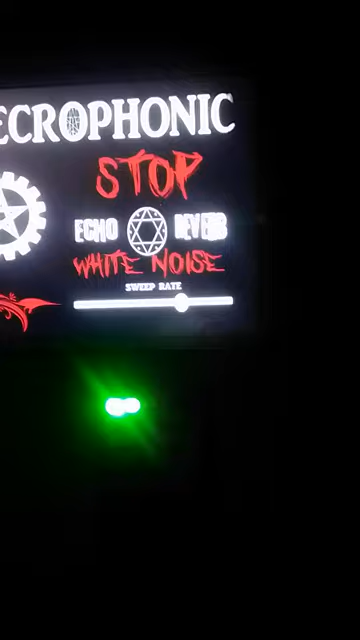 ECROPHONIC
STOP
ECHO REVERB
WHITE NOISE
SWEEP RATE